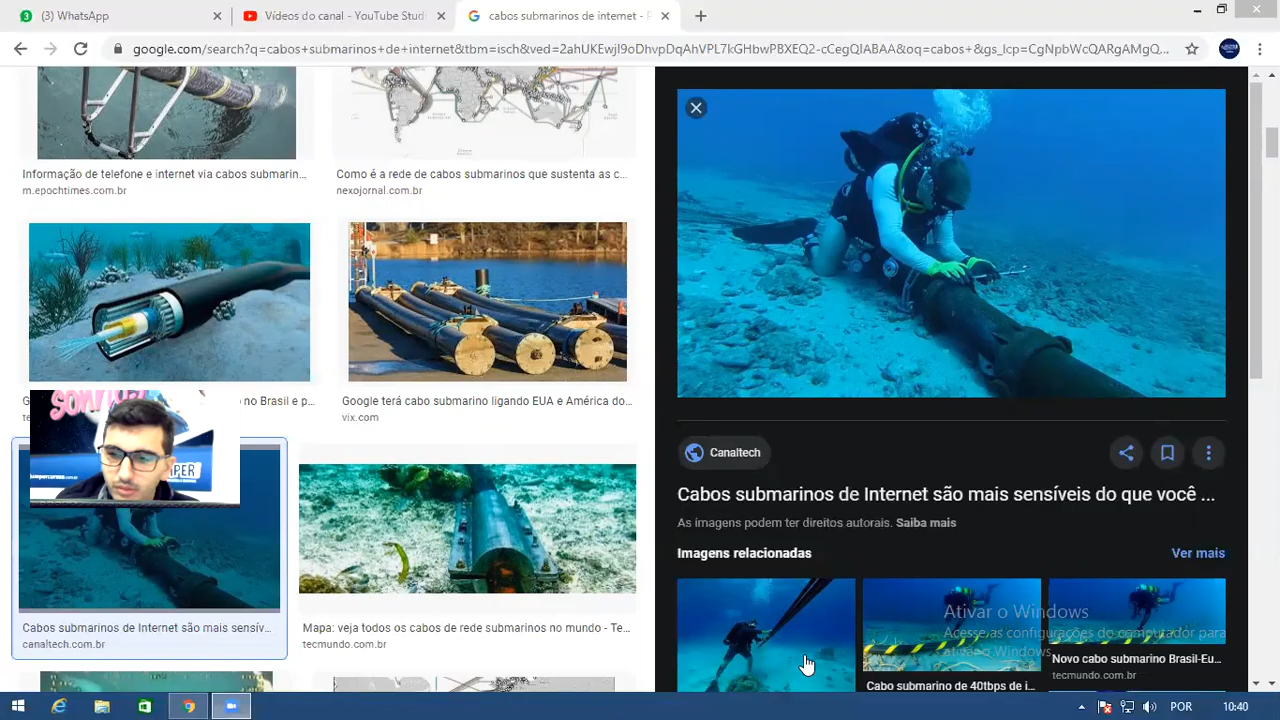 (3) WhatsApp
Vídeos do canal - YouTube Stud
cabos submarinos de internet - P
google.com/search?q=cabos+submarinos+de+internet&tbm=isch&ved=2ahUKEwjI9oDhvpDqAhVPL7kGHbwPBXEQ2-cCegQIABAA&oq=cabos+&gs_lcp=CgNpbWcQARgAMgQ...
Informação de telefone e internet via cabos submarin...
m.epochtimes.com.br
Como é a rede de cabos submarinos que sustenta as c...
nexojornal.com.br
no Brasil e p...
Google terá cabo submarino ligando EUA e América do...
vix.com
Cabos submarinos de Internet são mais sensív...
canaltech.com.br
Mapa: veja todos os cabos de rede submarinos no mundo - Te...
tecmundo.com.br
Canaltech
Cabos submarinos de Internet são mais sensíveis do que você ...
As imagens podem ter direitos autorais. Saiba mais
Imagens relacionadas
Ver mais
Cabo submarino de 40tbps de i...
Novo cabo submarino Brasil-Eu...
tecmundo.com.br
Ativar o Windows
Acesse as configurações do computador para
ativar o Windows.
POR
10:40